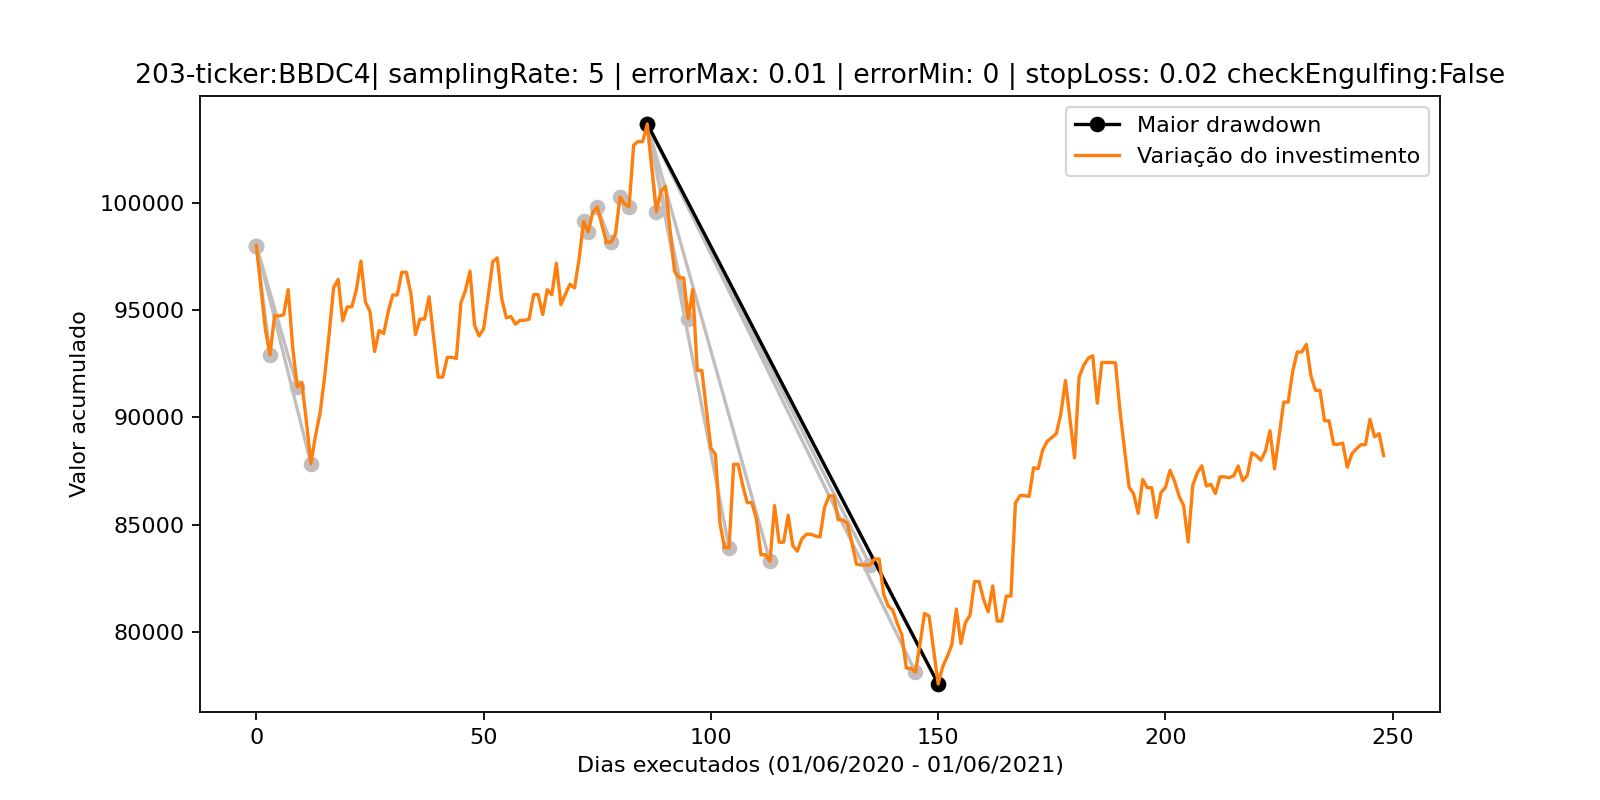 203-ticker:BBDC4| samplingRate: 5 | errorMax: 0.01 | errorMin: 0 | stopLoss: 0.02 checkEngulfing:False
Maior drawdown
Variação do investimento
Valor acumulado
100000
95000
90000
85000
80000
0 50 100 150 200 250
Dias executados (01/06/2020 - 01/06/2021)